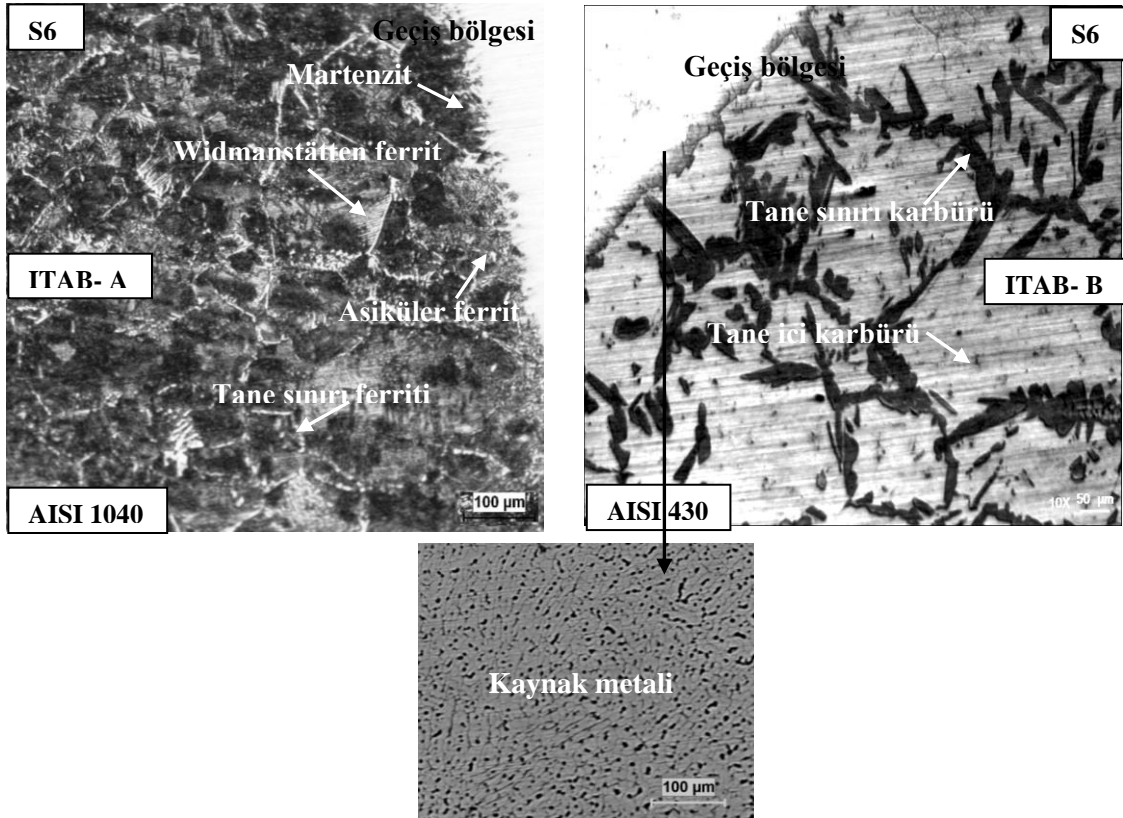 S6
Geçiş bölgesi
Martenzit
Widmanstätten ferrit
ITAB- A
Asiküler ferrit
Tane sınırı ferriti
AISI 1040
100 µm
S6
Geçiş bölgesi
Tane sınırı karbürü
ITAB- B
Tane içi karbürü
AISI 430
10X 50 µm
Kaynak metali
100 µm